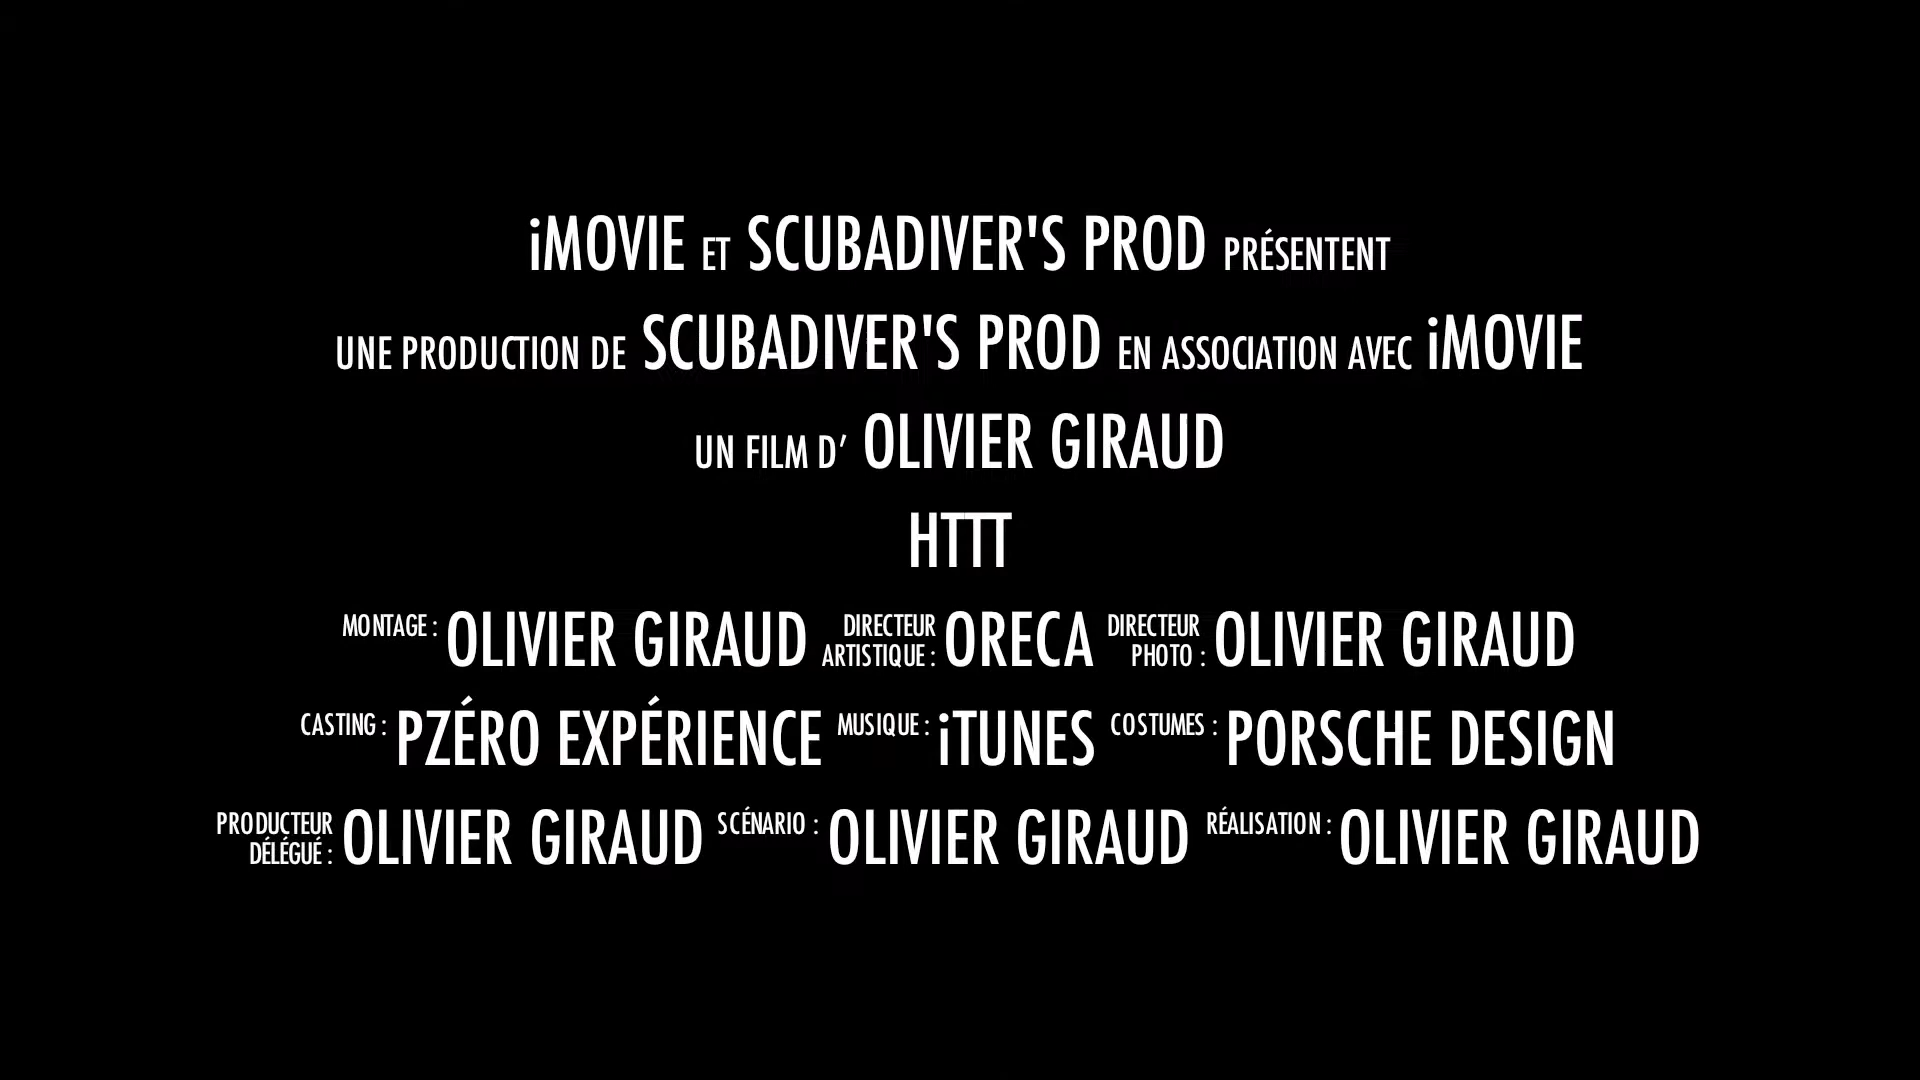 iMOVIE ET SCUBADIVER'S PROD PRÉSENTENT
UNE PRODUCTION DE SCUBADIVER'S PROD EN ASSOCIATION AVEC iMOVIE
UN FILM D’ OLIVIER GIRAUD
HTTT
MONTAGE : OLIVIER GIRAUD DIRECTEUR ARTISTIQUE : ORECA DIRECTEUR PHOTO : OLIVIER GIRAUD
CASTING : PZÉRO EXPÉRIENCE MUSIQUE : iTUNES COSTUMES : PORSCHE DESIGN
PRODUCTEUR DÉLÉGUÉ : OLIVIER GIRAUD SCÉNARIO : OLIVIER GIRAUD RÉALISATION : OLIVIER GIRAUD